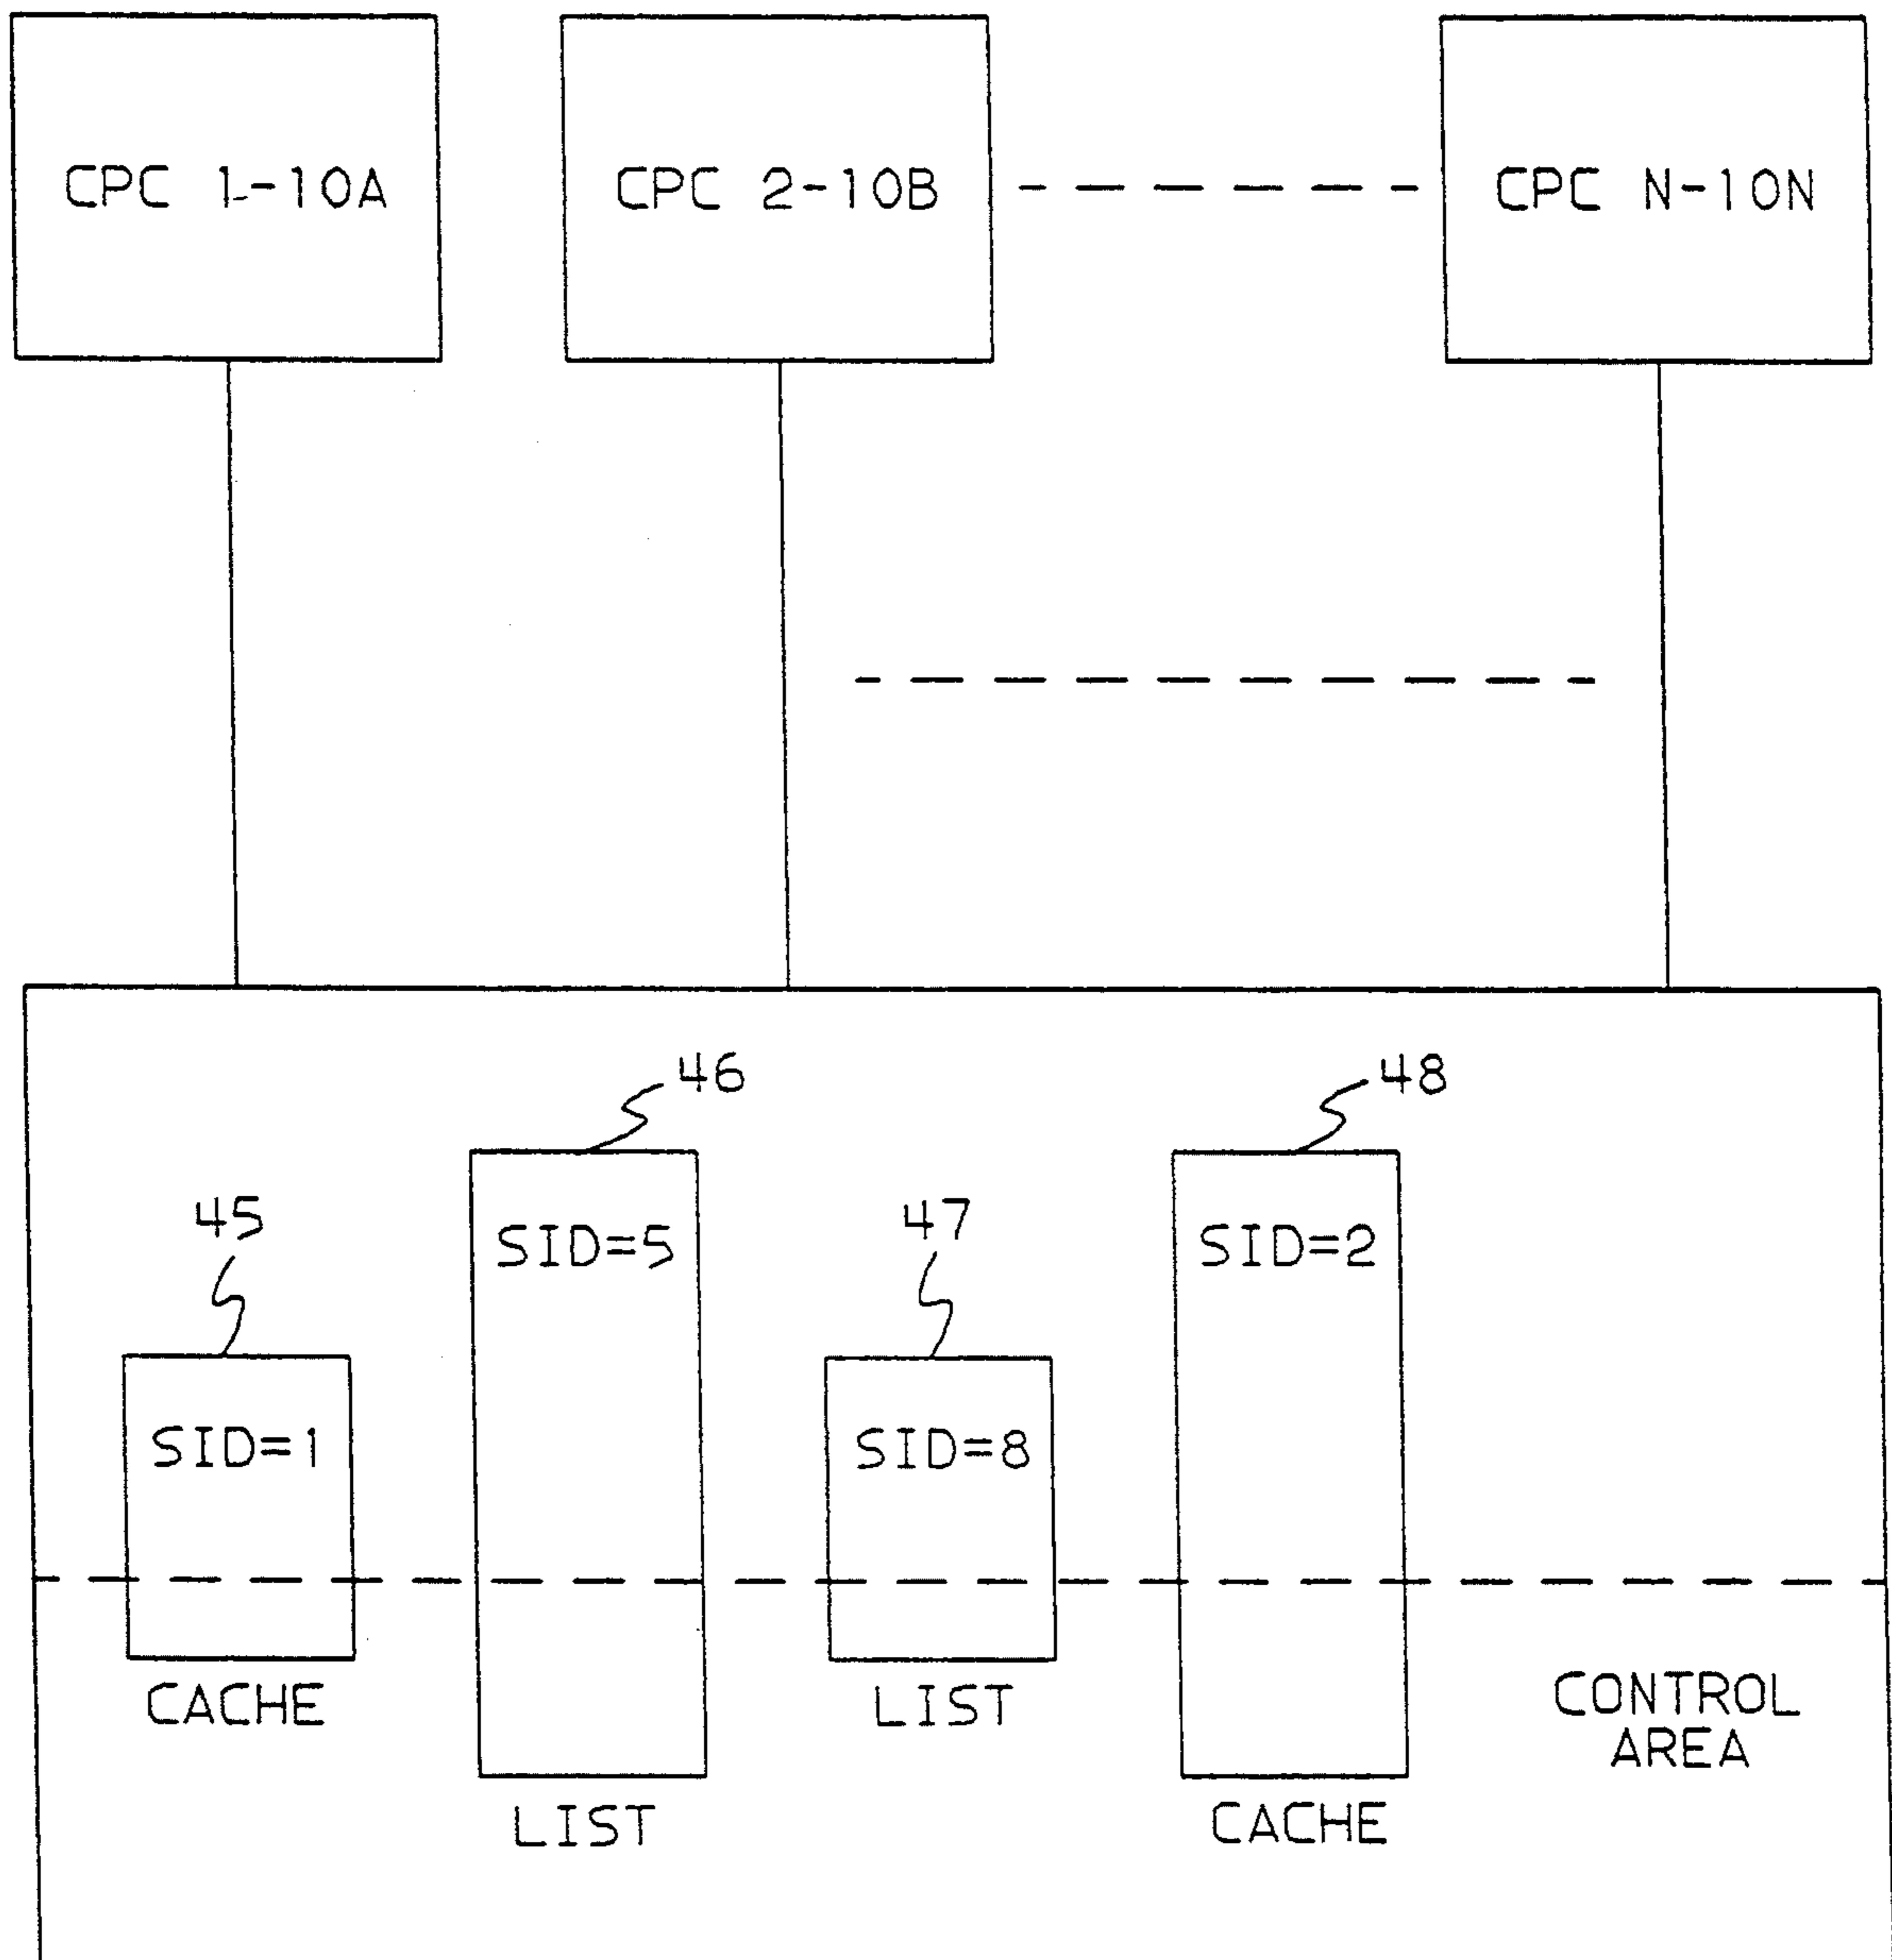 CPC 1-10A
CPC 2-10B
CPC N-10N
46
48
45
47
SID=5
SID=2
SID=1
SID=8
CACHE
LIST
CONTROL
AREA
LIST
CACHE